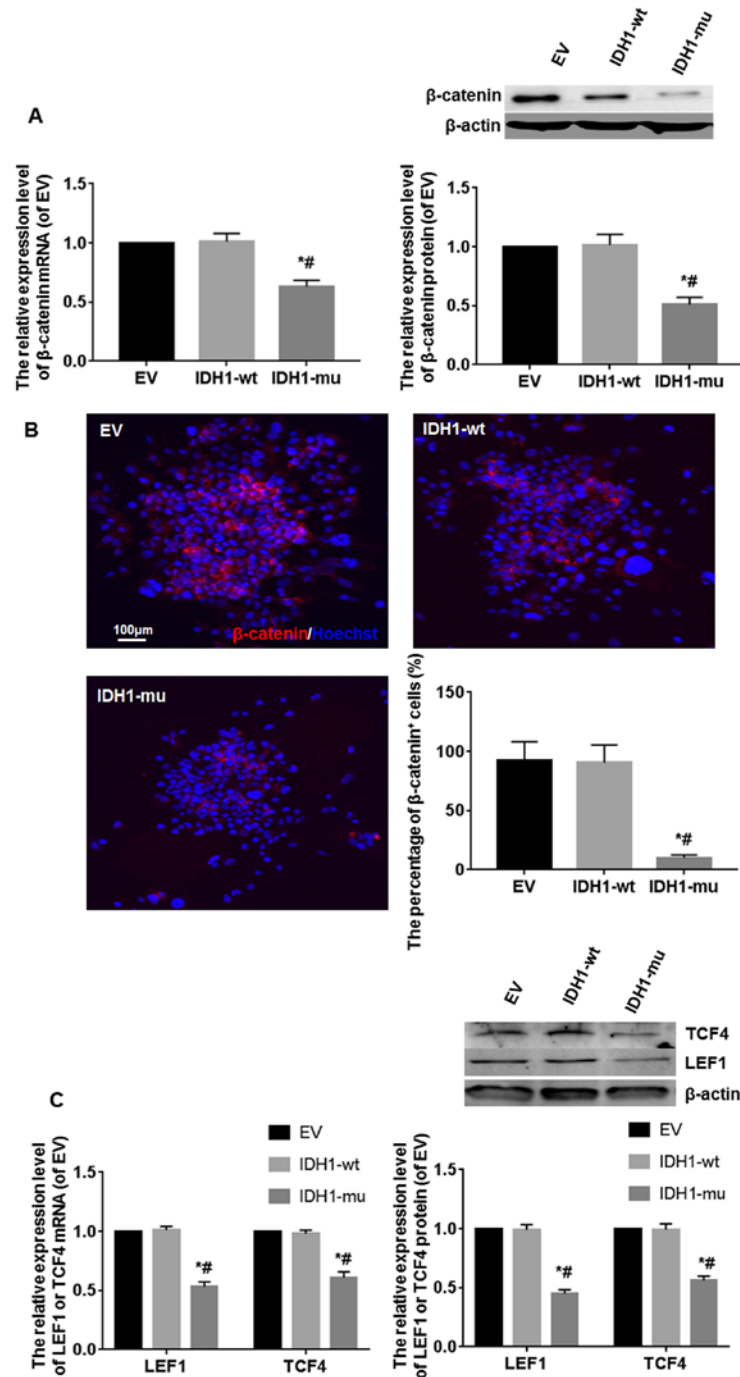 EV
IDH1-wt
IDH1-mu
β-catenin
β-actin
A
The relative expression level
of β-catenin mRNA (of EV)
1.5
1.0
0.5
0.0
EV
IDH1-wt
IDH1-mu
*#
The relative expression level
of β-catenin protein (of EV)
1.5
1.0
0.5
0.0
EV
IDH1-wt
IDH1-mu
*#
B
EV
100μm
β-catenin/Hoechst
IDH1-wt
IDH1-mu
The percentage of β-catenin⁺ cells (%)
150
100
50
0
EV
IDH1-wt
IDH1-mu
*#
EV
IDH1-wt
IDH1-mu
TCF4
LEF1
β-actin
C
EV
IDH1-wt
IDH1-mu
The relative expression level
of LEF1 or TCF4 mRNA (of EV)
1.5
1.0
0.5
0.0
*#
*#
LEF1
TCF4
EV
IDH1-wt
IDH1-mu
The relative expression level
of LEF1 or TCF4 protein (of EV)
1.5
1.0
0.5
0.0
*#
*#
LEF1
TCF4